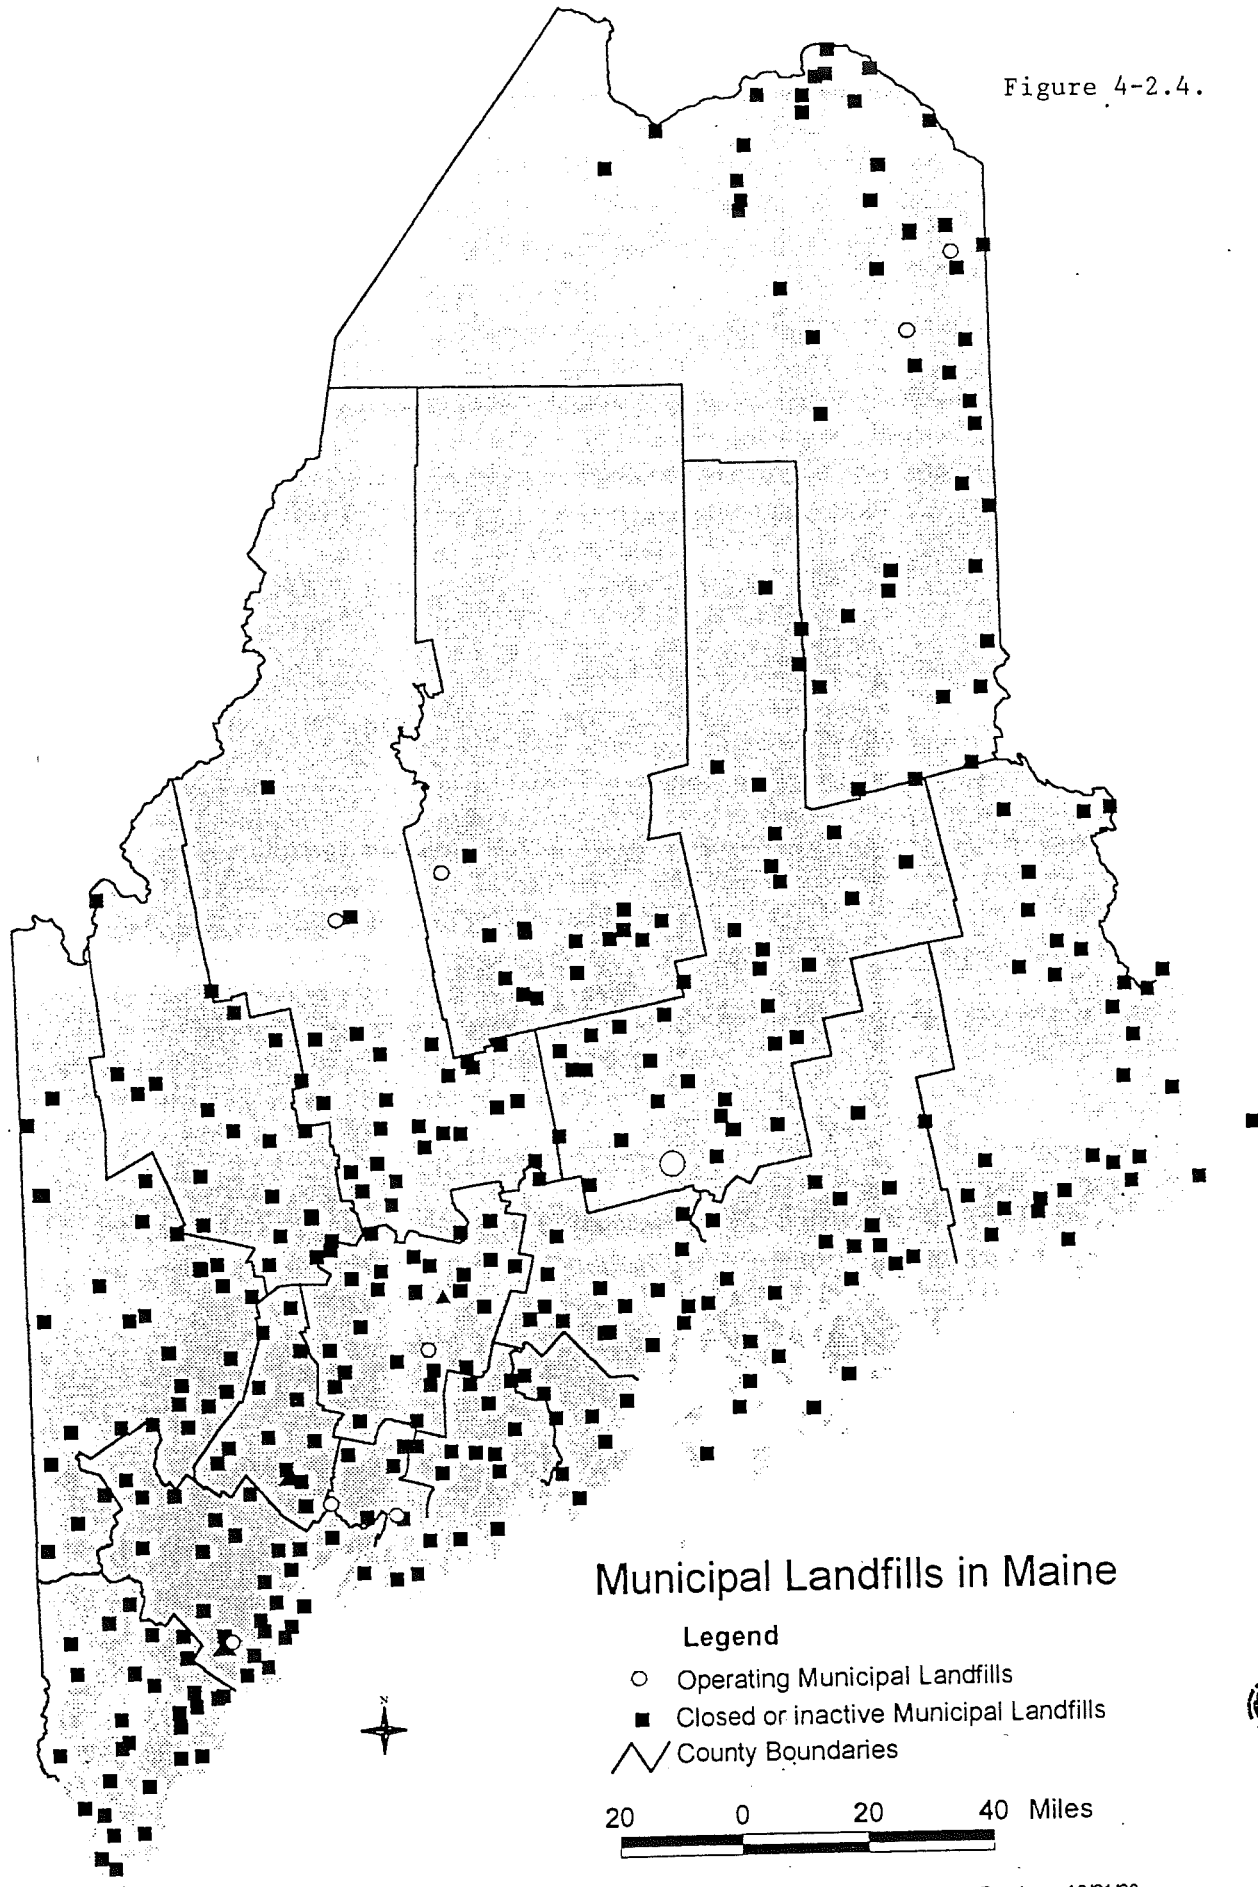 Figure 4-2.4.
Municipal Landfills in Maine
Legend
Operating Municipal Landfills
Closed or inactive Municipal Landfills
County Boundaries
N
20 0 20 40 Miles